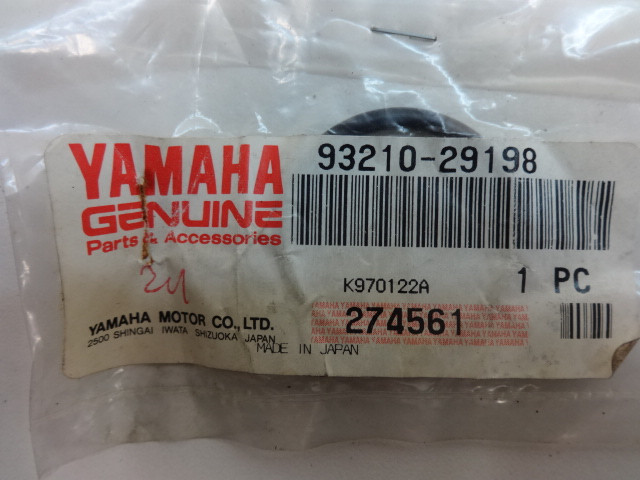 YAMAHA
GENUINE
Parts & Accessories
93210-29198
K970122A
1 PC
274561
YAMAHA MOTOR CO., LTD.
2500 SHINGAI IWATA SHIZUOKA JAPAN
MADE IN JAPAN